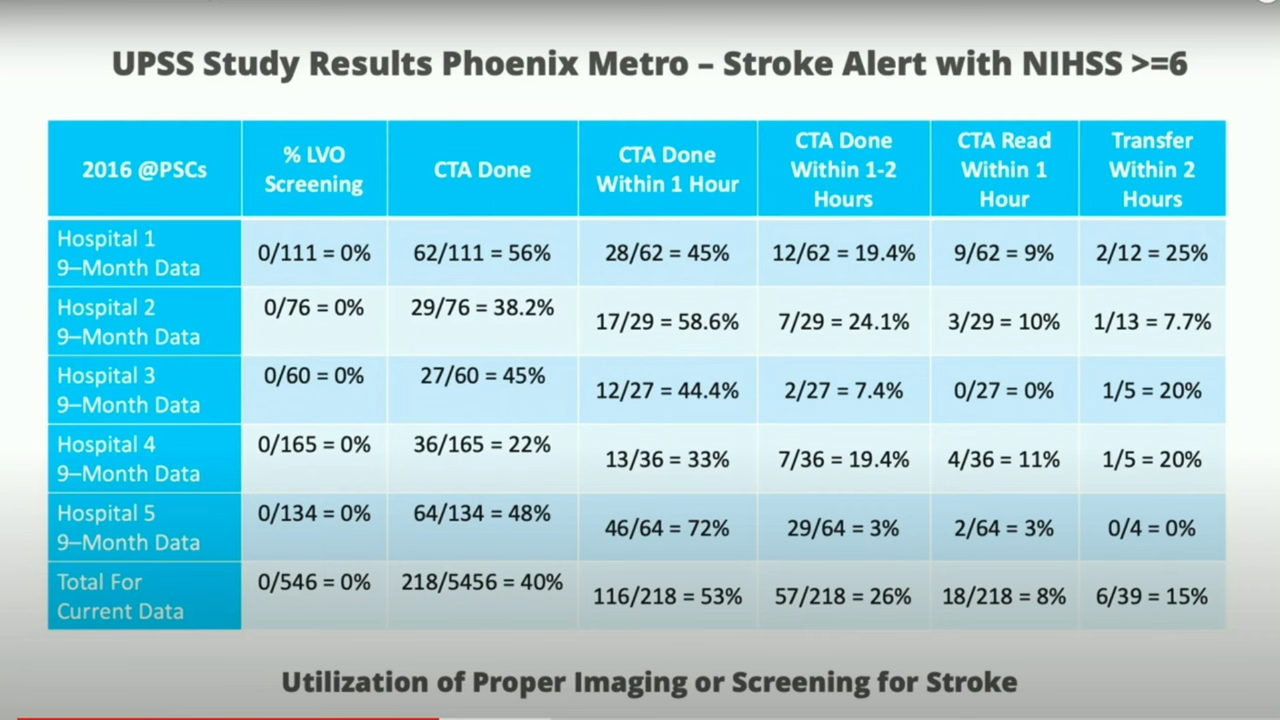 UPSS Study Results Phoenix Metro – Stroke Alert with NIHSS >=6
2016 @PSCs
% LVO
Screening
CTA Done
CTA Done
Within 1 Hour
CTA Done
Within 1-2
Hours
CTA Read
Within 1
Hour
Transfer
Within 2
Hours
Hospital 1
9–Month Data
0/111 = 0%
62/111 = 56%
28/62 = 45%
12/62 = 19.4%
9/62 = 9%
2/12 = 25%
Hospital 2
9–Month Data
0/76 = 0%
29/76 = 38.2%
17/29 = 58.6%
7/29 = 24.1%
3/29 = 10%
1/13 = 7.7%
Hospital 3
9–Month Data
0/60 = 0%
27/60 = 45%
12/27 = 44.4%
2/27 = 7.4%
0/27 = 0%
1/5 = 20%
Hospital 4
9–Month Data
0/165 = 0%
36/165 = 22%
13/36 = 33%
7/36 = 19.4%
4/36 = 11%
1/5 = 20%
Hospital 5
9–Month Data
0/134 = 0%
64/134 = 48%
46/64 = 72%
29/64 = 3%
2/64 = 3%
0/4 = 0%
Total For
Current Data
0/546 = 0%
218/5456 = 40%
116/218 = 53%
57/218 = 26%
18/218 = 8%
6/39 = 15%
Utilization of Proper Imaging or Screening for Stroke